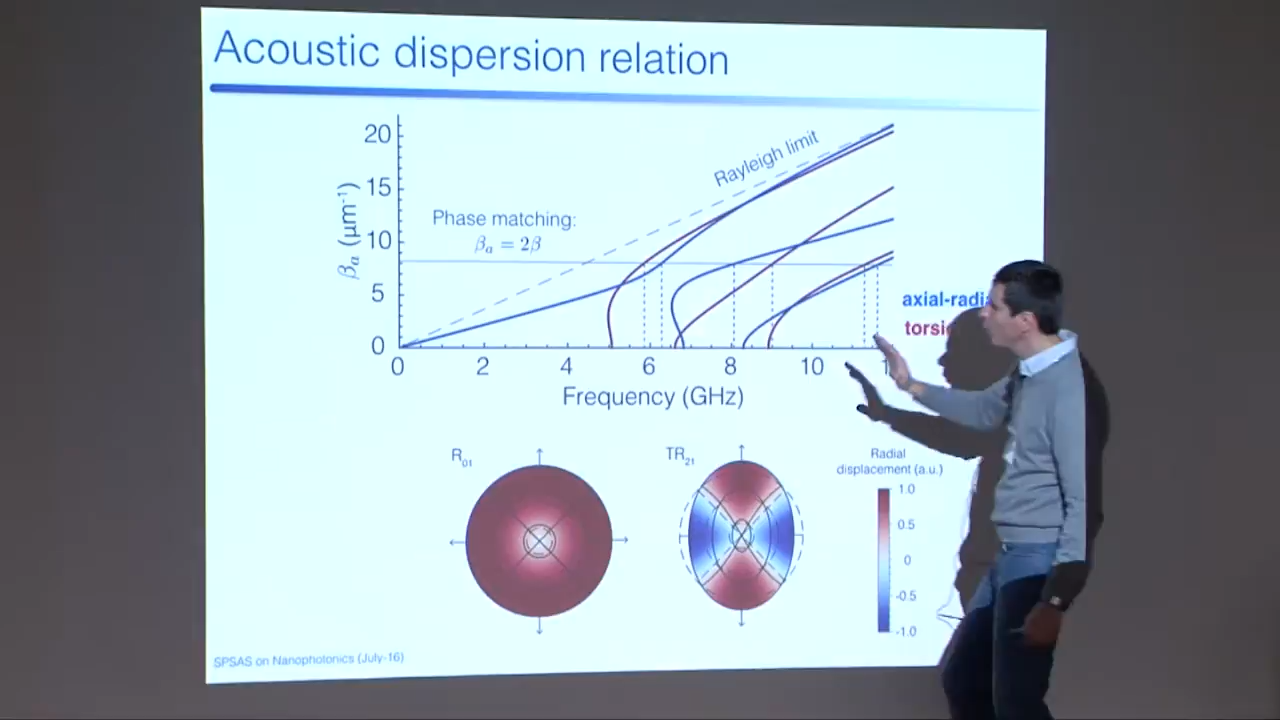 Acoustic dispersion relation
20
15
10
5
0
βₐ (µm⁻¹)
Rayleigh limit
Phase matching:
βₐ = 2β
0 2 4 6 8 10
Frequency (GHz)
R₀₁
TR₂₁
Radial
displacement (a.u.)
1.0
0.5
0
-0.5
-1.0
SPSAS on Nanophotonics (July-16)